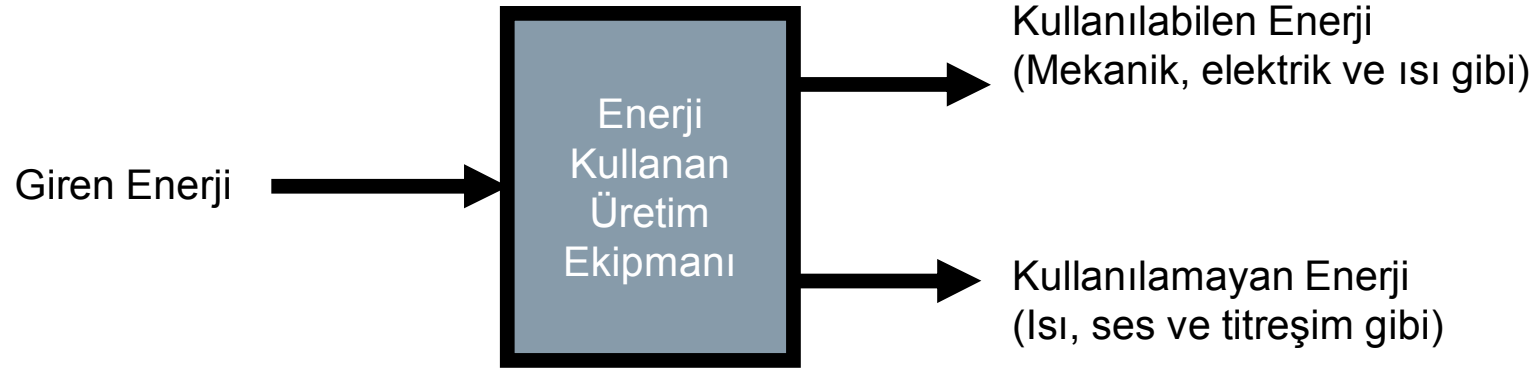 Giren Enerji
Enerji
Kullanan
Üretim
Ekipmanı
Kullanılabilen Enerji
(Mekanik, elektrik ve ısı gibi)
Kullanılamayan Enerji
(Isı, ses ve titreşim gibi)